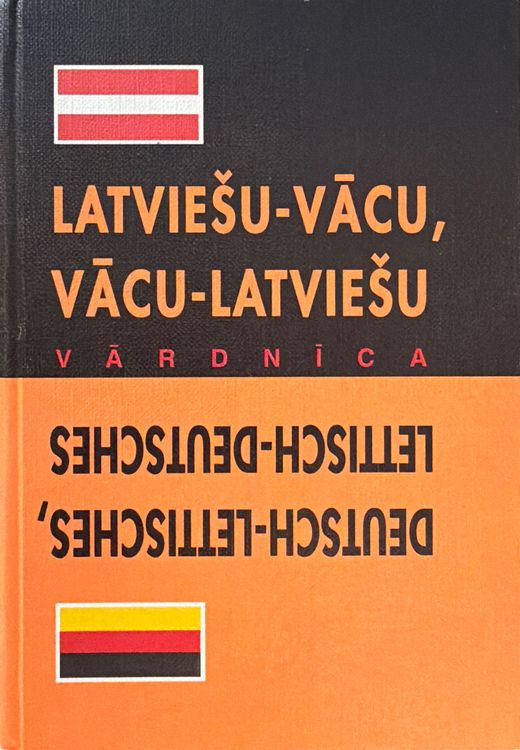 LATVIEŠU-VĀCU,
VĀCU-LATVIEŠU
VĀRDNĪCA
DEUTSCH-LETTISCHES,
LETTISCH-DEUTSCHES